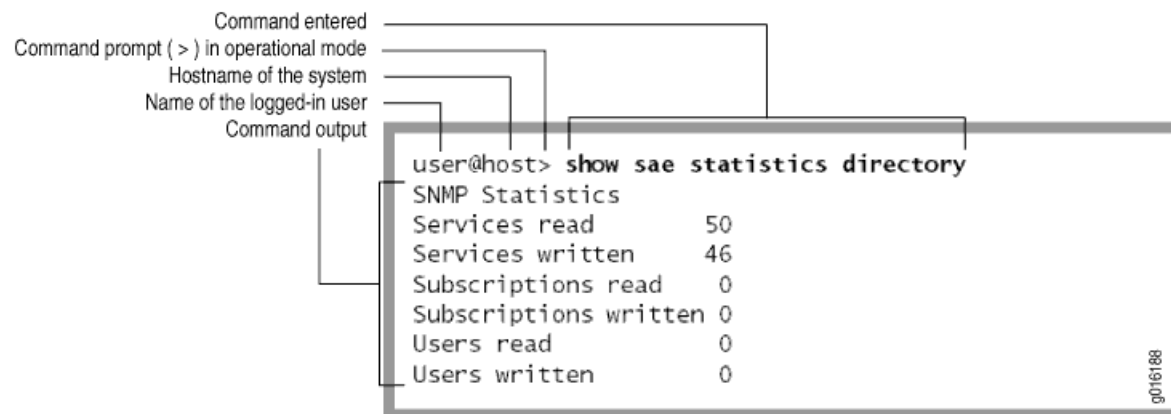 Command entered
Command prompt ( > ) in operational mode
Hostname of the system
Name of the logged-in user
Command output
user@host> show sae statistics directory
SNMP Statistics
Services read 50
Services written 46
Subscriptions read 0
Subscriptions written 0
Users read 0
Users written 0
g016188